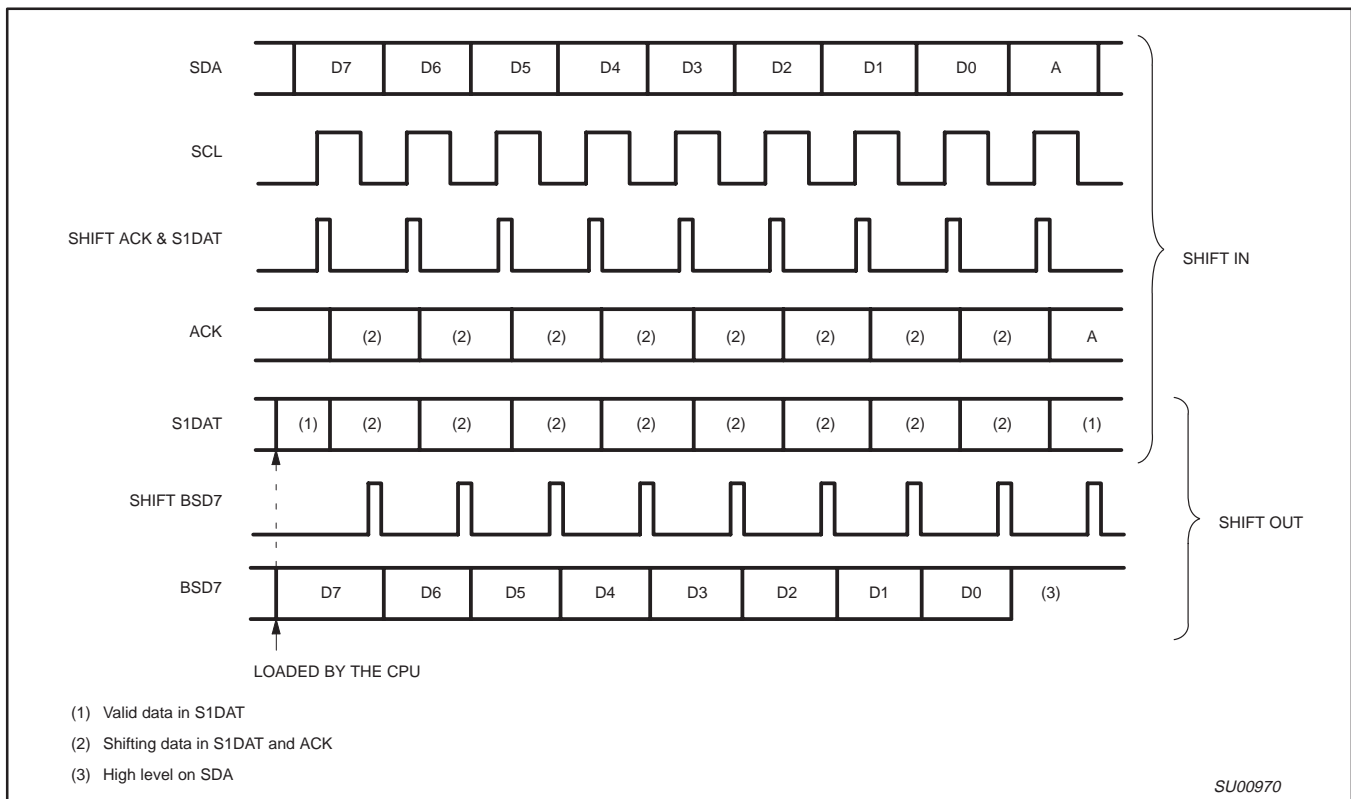 SDA D7 D6 D5 D4 D3 D2 D1 D0 A
SCL
SHIFT ACK & S1DAT
SHIFT IN
ACK (2) (2) (2) (2) (2) (2) (2) (2) A
S1DAT (1) (2) (2) (2) (2) (2) (2) (2) (2) (1)
SHIFT BSD7
SHIFT OUT
BSD7 D7 D6 D5 D4 D3 D2 D1 D0 (3)
LOADED BY THE CPU
(1) Valid data in S1DAT
(2) Shifting data in S1DAT and ACK
(3) High level on SDA
SU00970